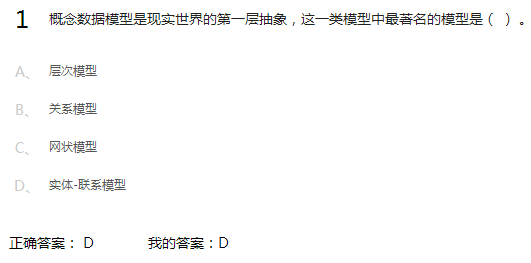 1 概念数据模型是现实世界的第一层抽象，这一类模型中最著名的模型是（ ）。
A、 层次模型
B、 关系模型
C、 网状模型
D、 实体-联系模型
正确答案： D 我的答案：D